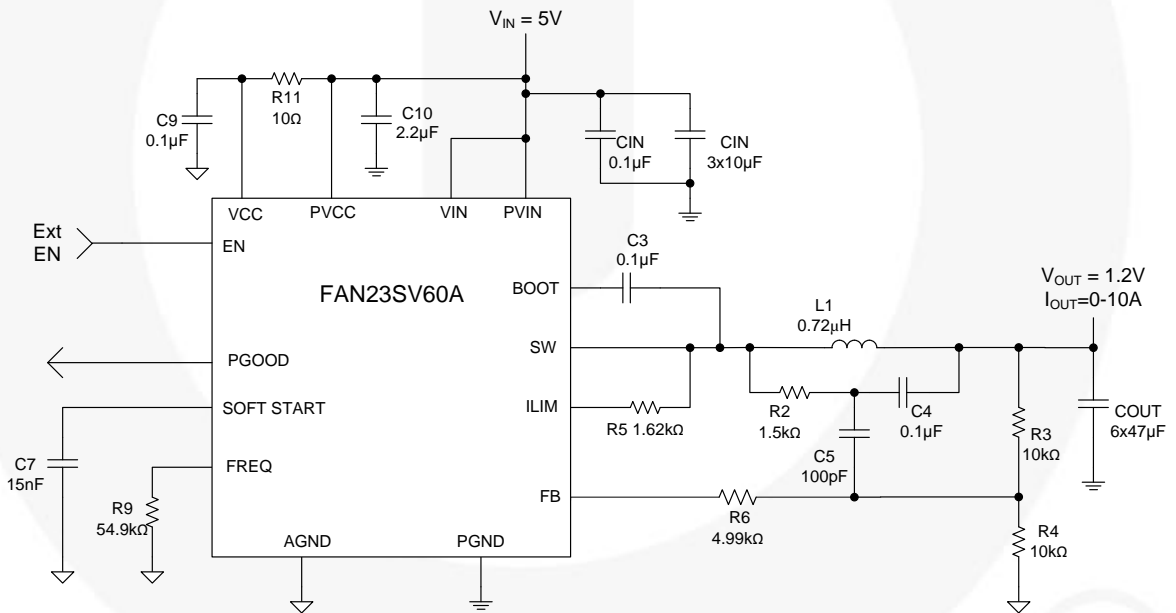 VIN = 5V
C9
0.1µF
R11
10Ω
C10
2.2µF
CIN
0.1µF
CIN
3x10µF
VCC
PVCC
VIN
PVIN
Ext
EN
EN
FAN23SV60A
C3
0.1µF
BOOT
VOUT = 1.2V
IOUT=0-10A
L1
0.72µH
SW
PGOOD
ILIM
R5 1.62kΩ
R2
1.5kΩ
C4
0.1µF
COUT
6x47µF
SOFT START
R3
10kΩ
C5
100pF
C7
15nF
FREQ
FB
R9
54.9kΩ
R6
4.99kΩ
R4
10kΩ
AGND
PGND